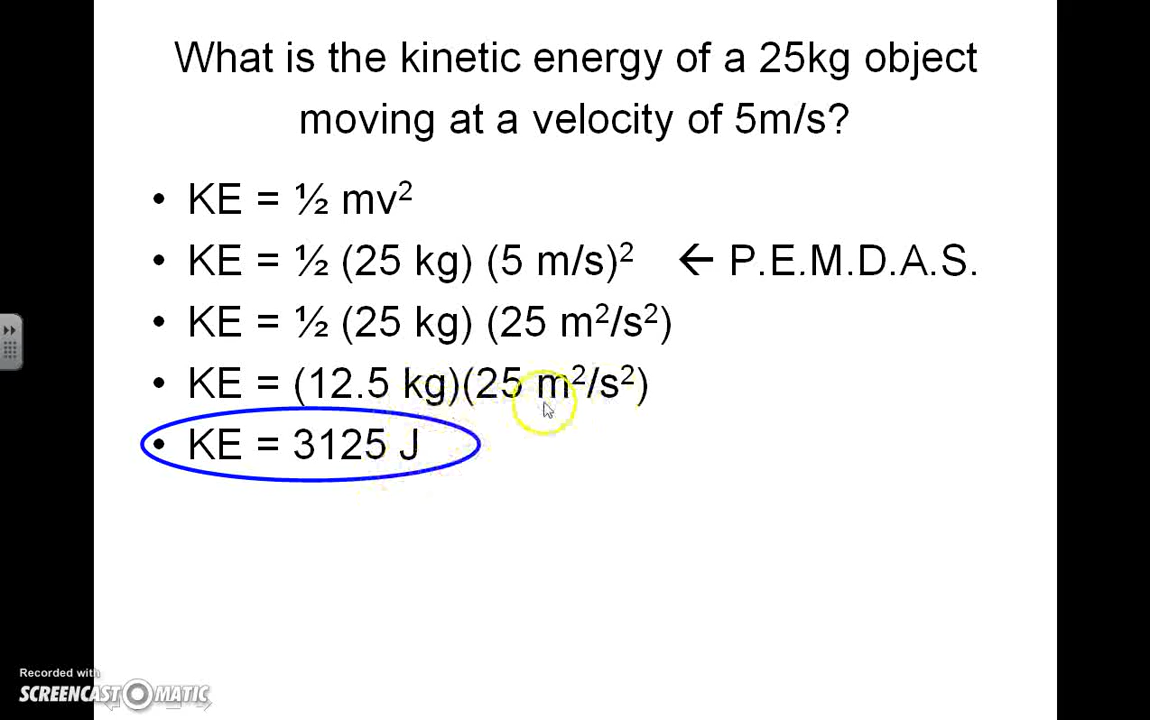 What is the kinetic energy of a 25kg object
moving at a velocity of 5m/s?
• KE = ½ mv²
• KE = ½ (25 kg) (5 m/s)² ← P.E.M.D.A.S.
• KE = ½ (25 kg) (25 m²/s²)
• KE = (12.5 kg)(25 m²/s²)
• KE = 3125 J
Recorded with
SCREENCAST-O-MATIC